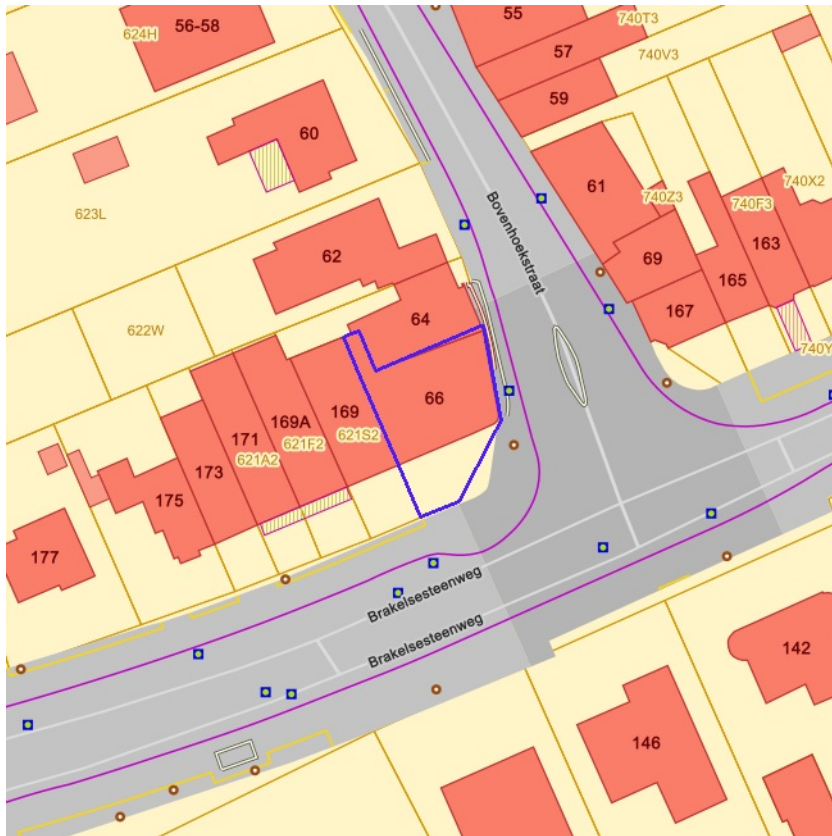 55
740T3
56-58
624H
57
740V3
59
60
61
740X2
740Z3
740F3
163
623L
Bovenhoekstraat
69
62
165
167
64
622W
740Y
66
169
169A
621S2
621F2
171
621A2
173
175
177
Brakelsesteenweg
Brakelsesteenweg
142
146